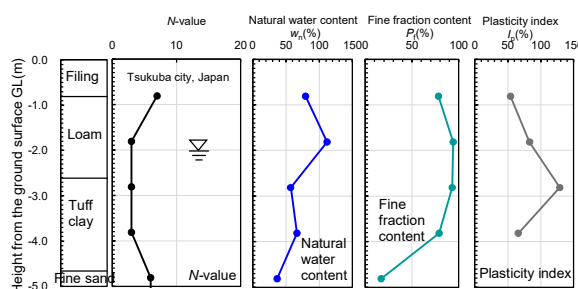 N-value
Natural water content
wn(%)
Fine fraction content
Pf(%)
Plasticity index
Ip(%)
0 10 20
0 50 100 150
0 50 100
0 50 100 150
Height from the ground surface GL(m)
0.0
-1.0
-2.0
-3.0
-4.0
-5.0
Filing
Loam
Tuff
clay
Fine sand
Tsukuba city, Japan
N-value
Natural
water
content
Fine
fraction
content
Plasticity index